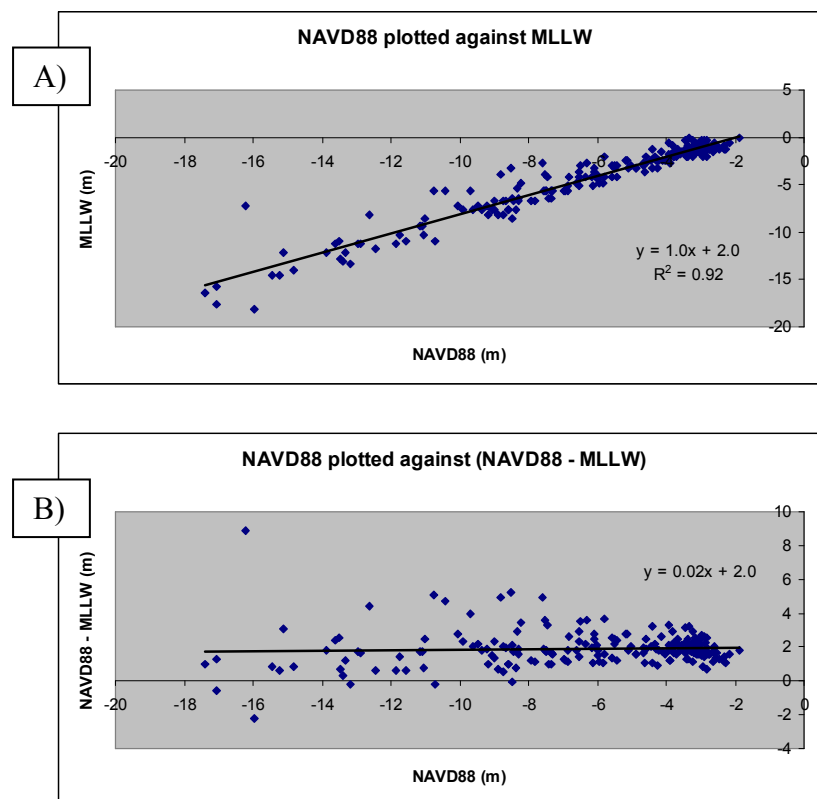 A)
NAVD88 plotted against MLLW
5
0
-5
-10
-15
-20
-20 -18 -16 -14 -12 -10 -8 -6 -4 -2 0
MLLW (m)
y = 1.0x + 2.0
R² = 0.92
NAVD88 (m)
B)
NAVD88 plotted against (NAVD88 - MLLW)
10
8
6
4
2
0
-2
-4
-20 -18 -16 -14 -12 -10 -8 -6 -4 -2 0
NAVD88 - MLLW (m)
y = 0.02x + 2.0
NAVD88 (m)